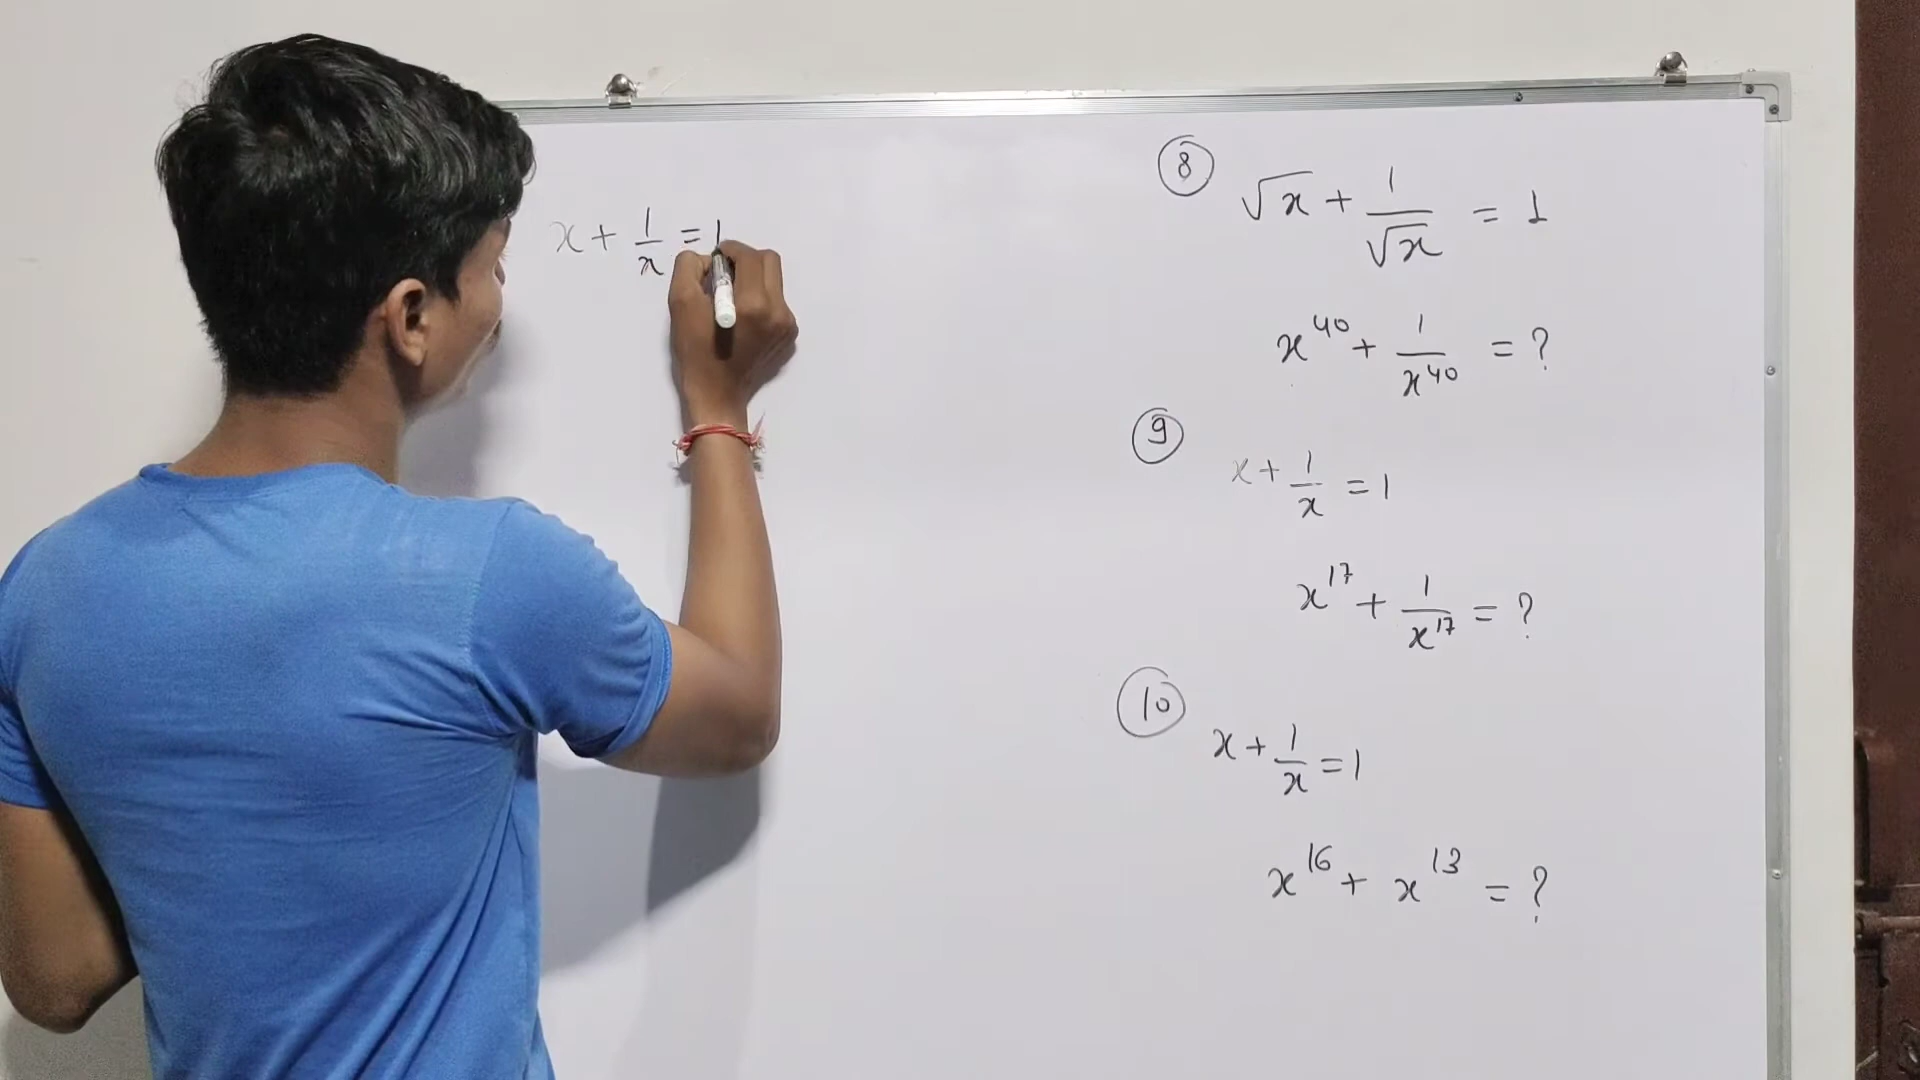 x + 1/x = 1
⑧ √x + 1/√x = 1
x^40 + 1/x^40 = ?
⑨
x + 1/x = 1
x^17 + 1/x^17 = ?
⑩
x + 1/x = 1
x^16 + x^13 = ?